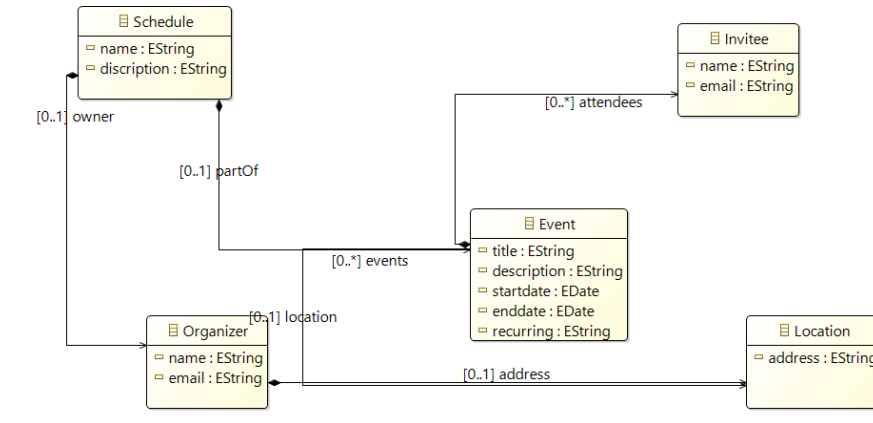 Schedule
name : EString
discription : EString
Invitee
name : EString
email : EString
[0..*] attendees
[0..1] owner
[0..1] partOf
Event
title : EString
description : EString
startdate : EDate
enddate : EDate
recurring : EString
[0..*] events
[0..1] location
Organizer
name : EString
email : EString
[0..1] address
Location
address : EString